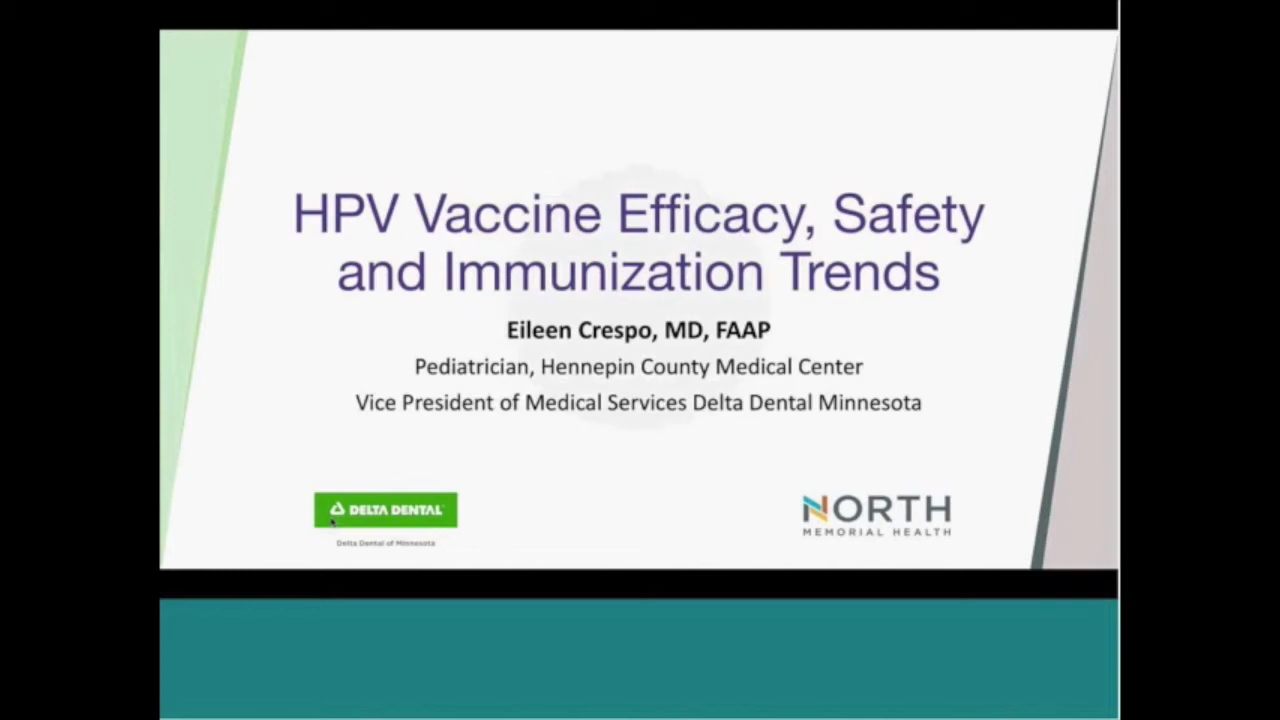 HPV Vaccine Efficacy, Safety
and Immunization Trends
Eileen Crespo, MD, FAAP
Pediatrician, Hennepin County Medical Center
Vice President of Medical Services Delta Dental Minnesota
DELTA DENTAL
Delta Dental of Minnesota
NORTH
MEMORIAL HEALTH